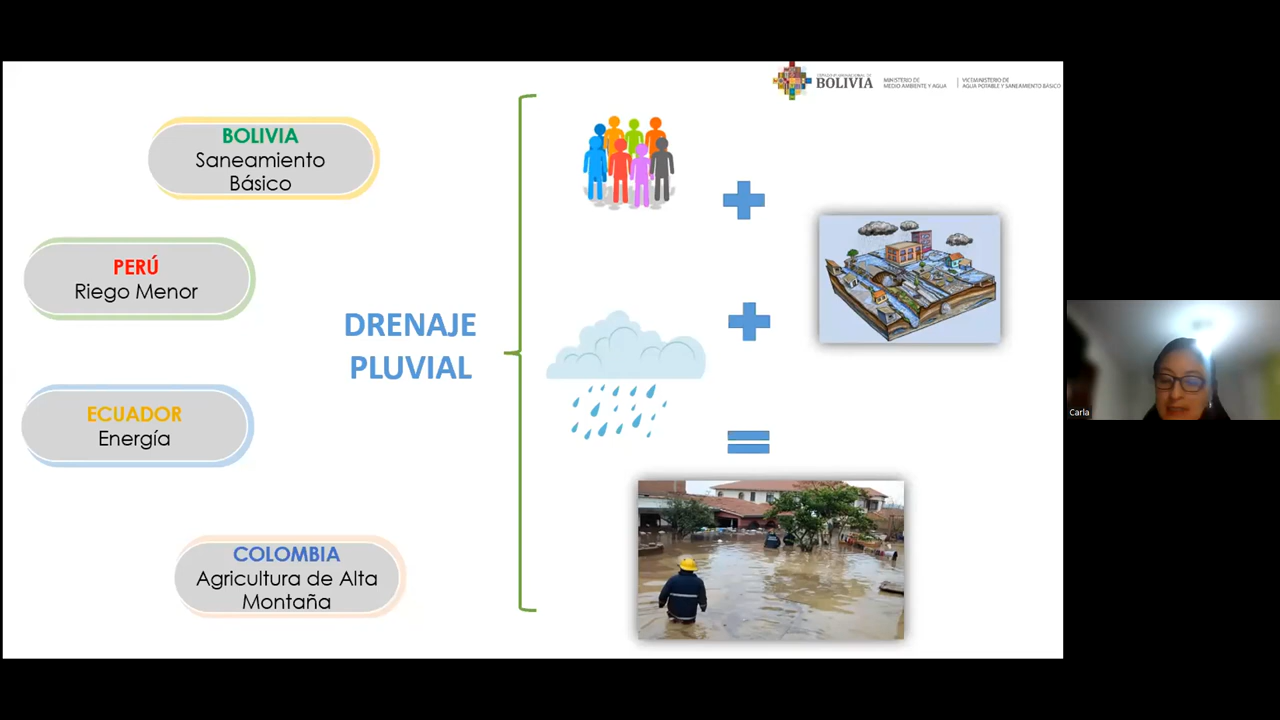 BOLIVIA
MINISTERIO DE
MEDIO AMBIENTE Y AGUA
VICEMINISTERIO DE
AGUA POTABLE Y SANEAMIENTO BÁSICO
BOLIVIA
Saneamiento
Básico
PERÚ
Riego Menor
DRENAJE
PLUVIAL
ECUADOR
Energía
COLOMBIA
Agricultura de Alta
Montaña
Carla